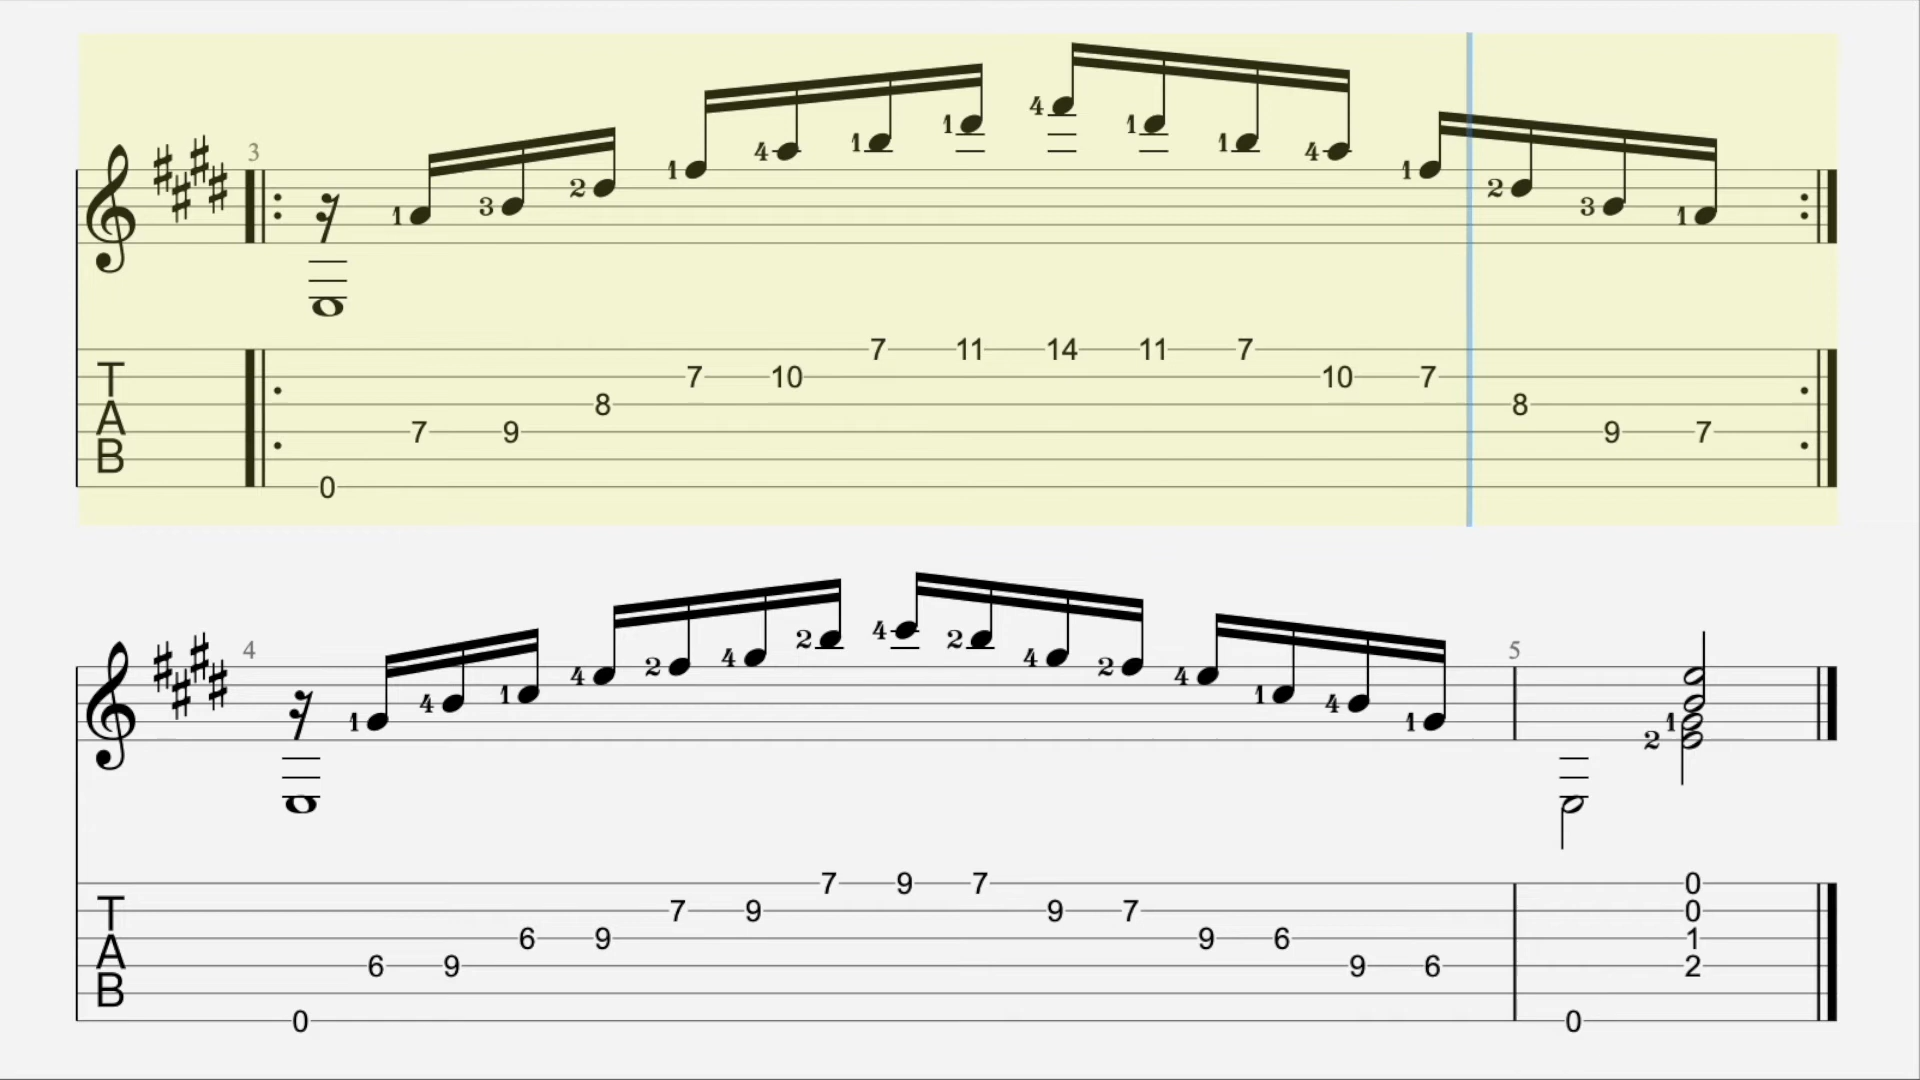 3
4 1 1
4 1 1 4
1 1
2 2
3 3
1 1
7 11 14 11 7
T 7 10 10 7
A 8 8
7 9 9 7
B
0
4 5
2 4 2
4 4
4 2 2 4
1 1
4 4
1 1 1
2
7 9 7 0
T 7 9 9 7 0
6 9 9 6 1
A 6 9 9 6 2
B
0 0